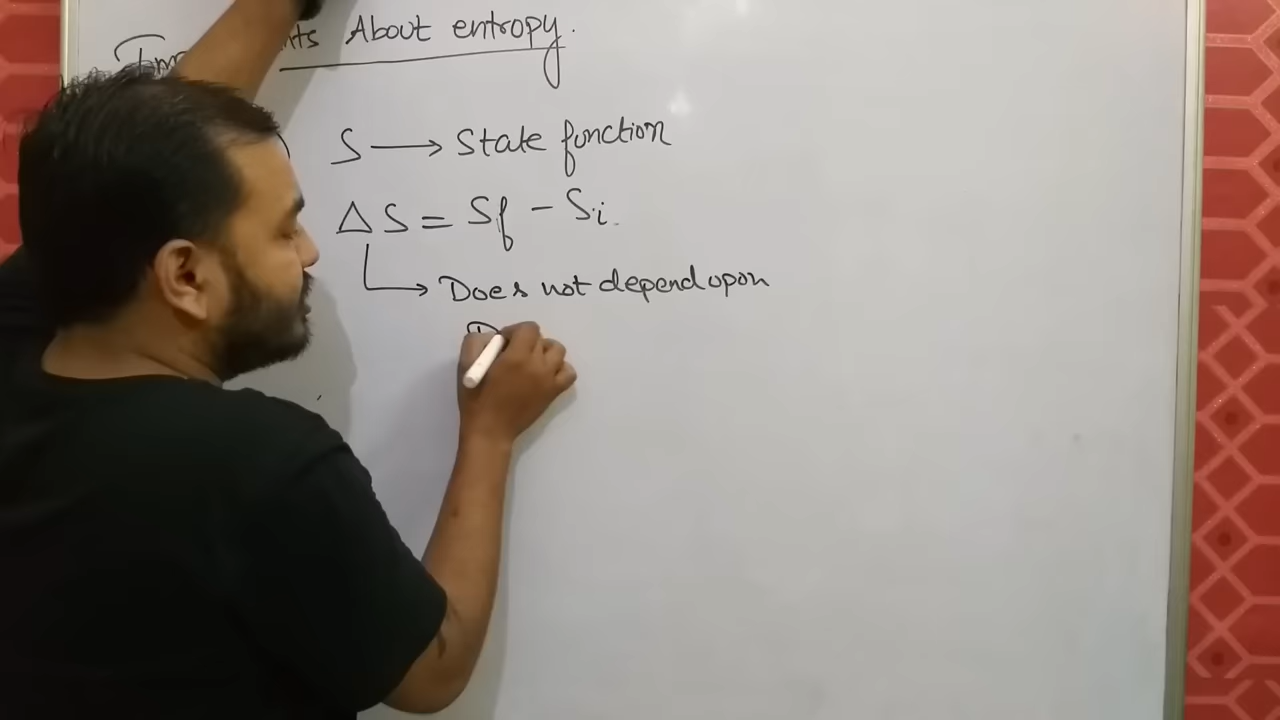 About entropy.
S ⟶ State function
ΔS = Sf - Si
Does not depend upon